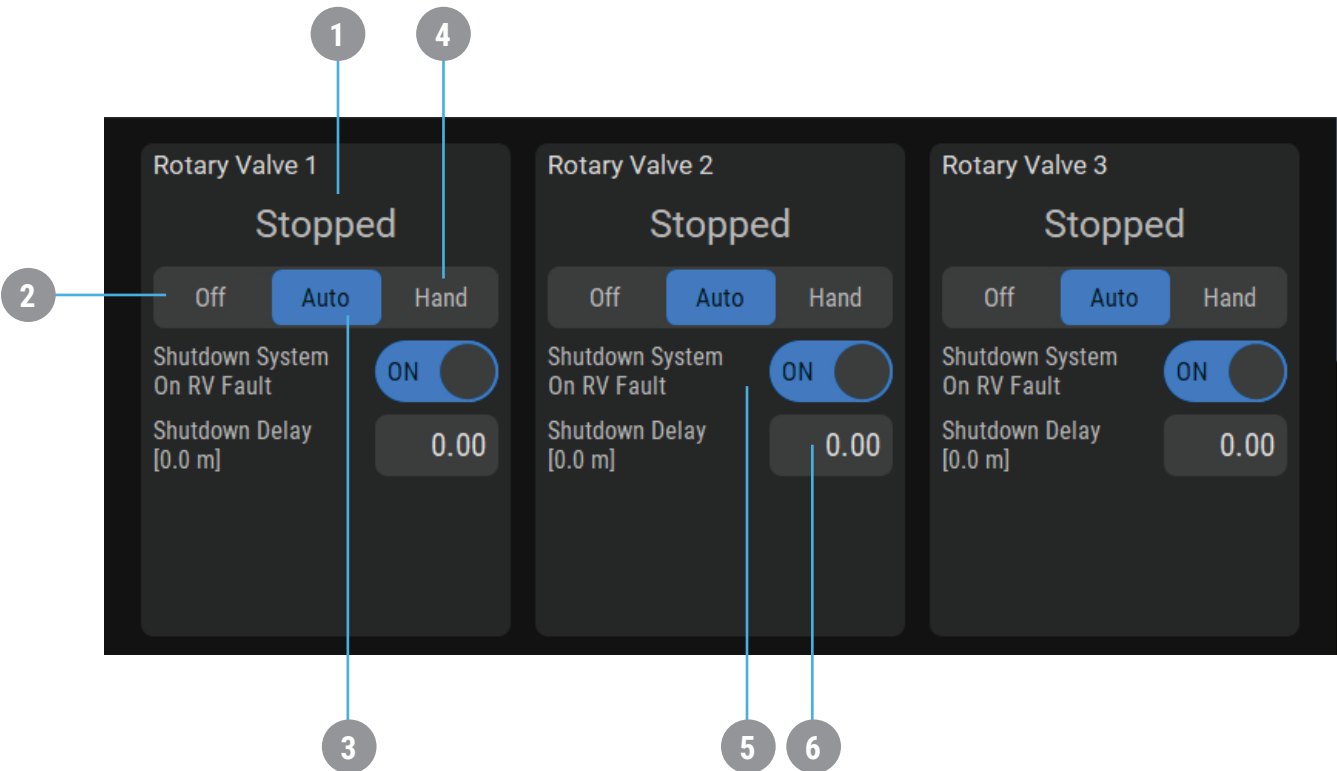 1
4
Rotary Valve 1
Rotary Valve 2
Rotary Valve 3
Stopped
Stopped
Stopped
2
Off Auto Hand
Off Auto Hand
Off Auto Hand
Shutdown System
On RV Fault
ON
Shutdown System
On RV Fault
ON
Shutdown System
On RV Fault
ON
Shutdown Delay
[0.0 m]
0.00
Shutdown Delay
[0.0 m]
0.00
Shutdown Delay
[0.0 m]
0.00
3
5
6